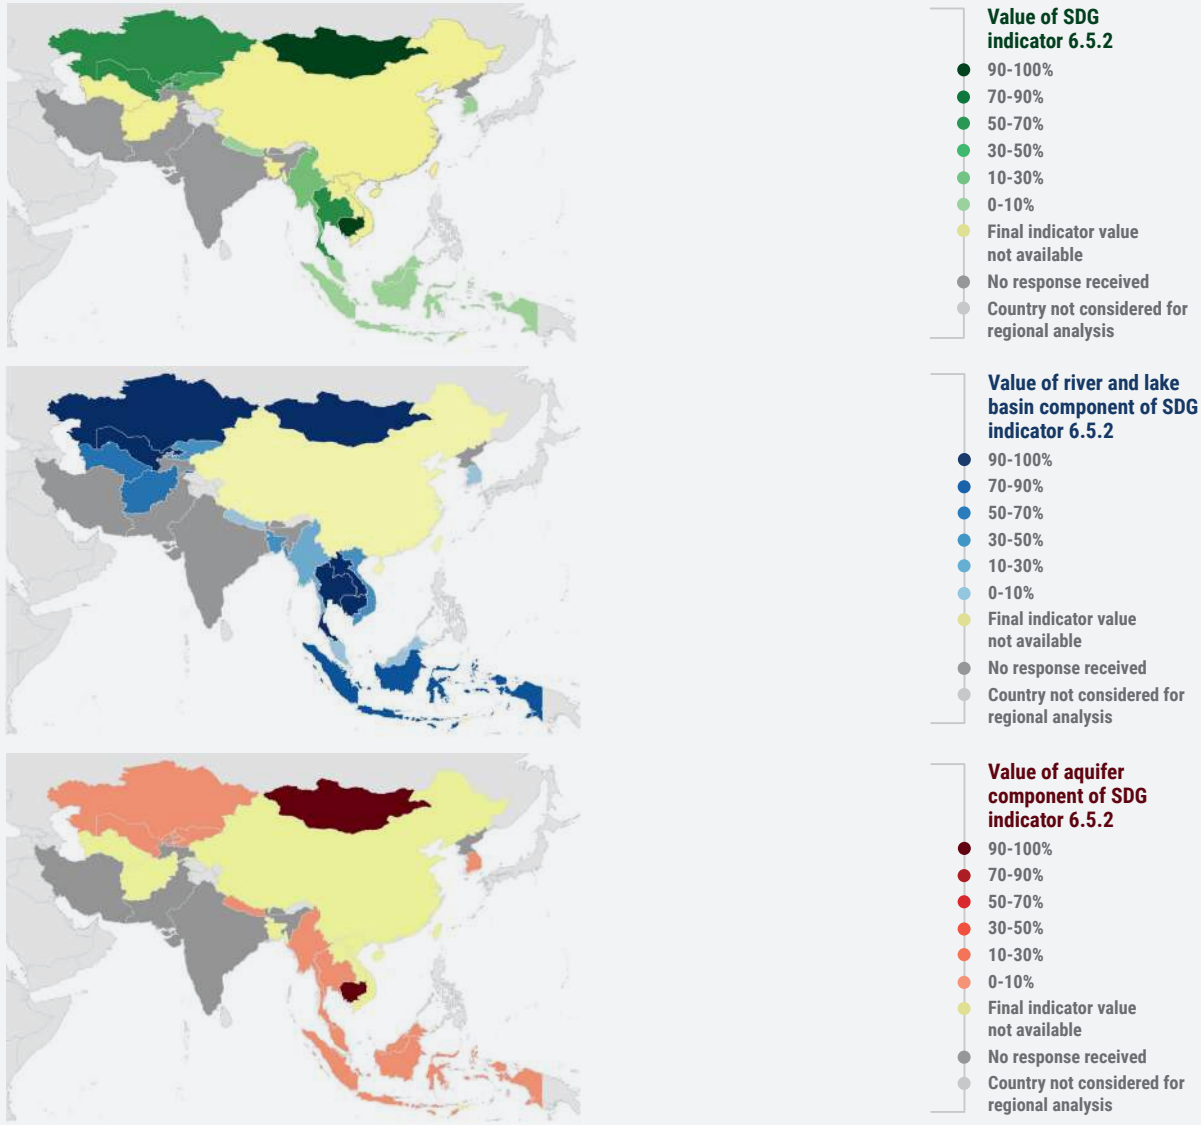 Value of SDG
indicator 6.5.2
90-100%
70-90%
50-70%
30-50%
10-30%
0-10%
Final indicator value
not available
No response received
Country not considered for
regional analysis
Value of river and lake
basin component of SDG
indicator 6.5.2
90-100%
70-90%
50-70%
30-50%
10-30%
0-10%
Final indicator value
not available
No response received
Country not considered for
regional analysis
Value of aquifer
component of SDG
indicator 6.5.2
90-100%
70-90%
50-70%
30-50%
10-30%
0-10%
Final indicator value
not available
No response received
Country not considered for
regional analysis